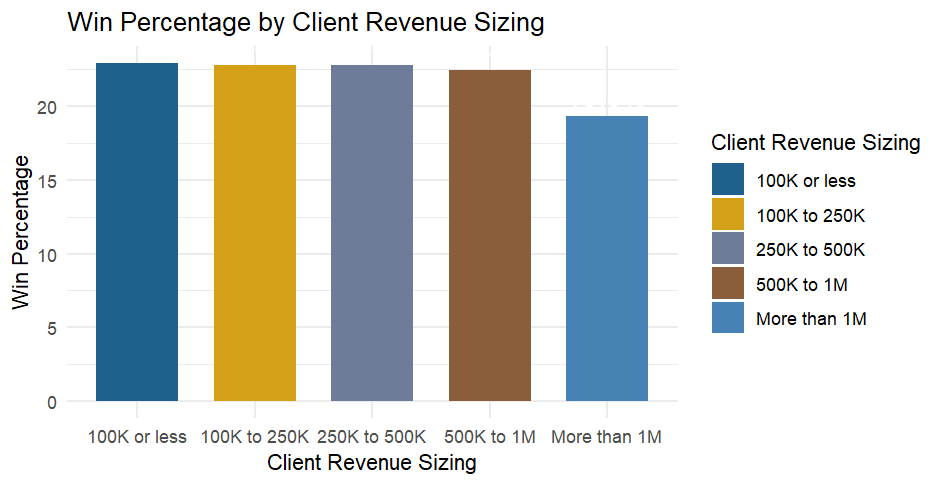 Win Percentage by Client Revenue Sizing
Win Percentage
20
15
10
5
0
100K or less
100K to 250K
250K to 500K
500K to 1M
More than 1M
Client Revenue Sizing
Client Revenue Sizing
100K or less
100K to 250K
250K to 500K
500K to 1M
More than 1M